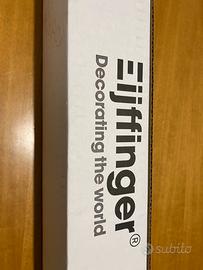 Eijffinger®
Decorating the world
subito